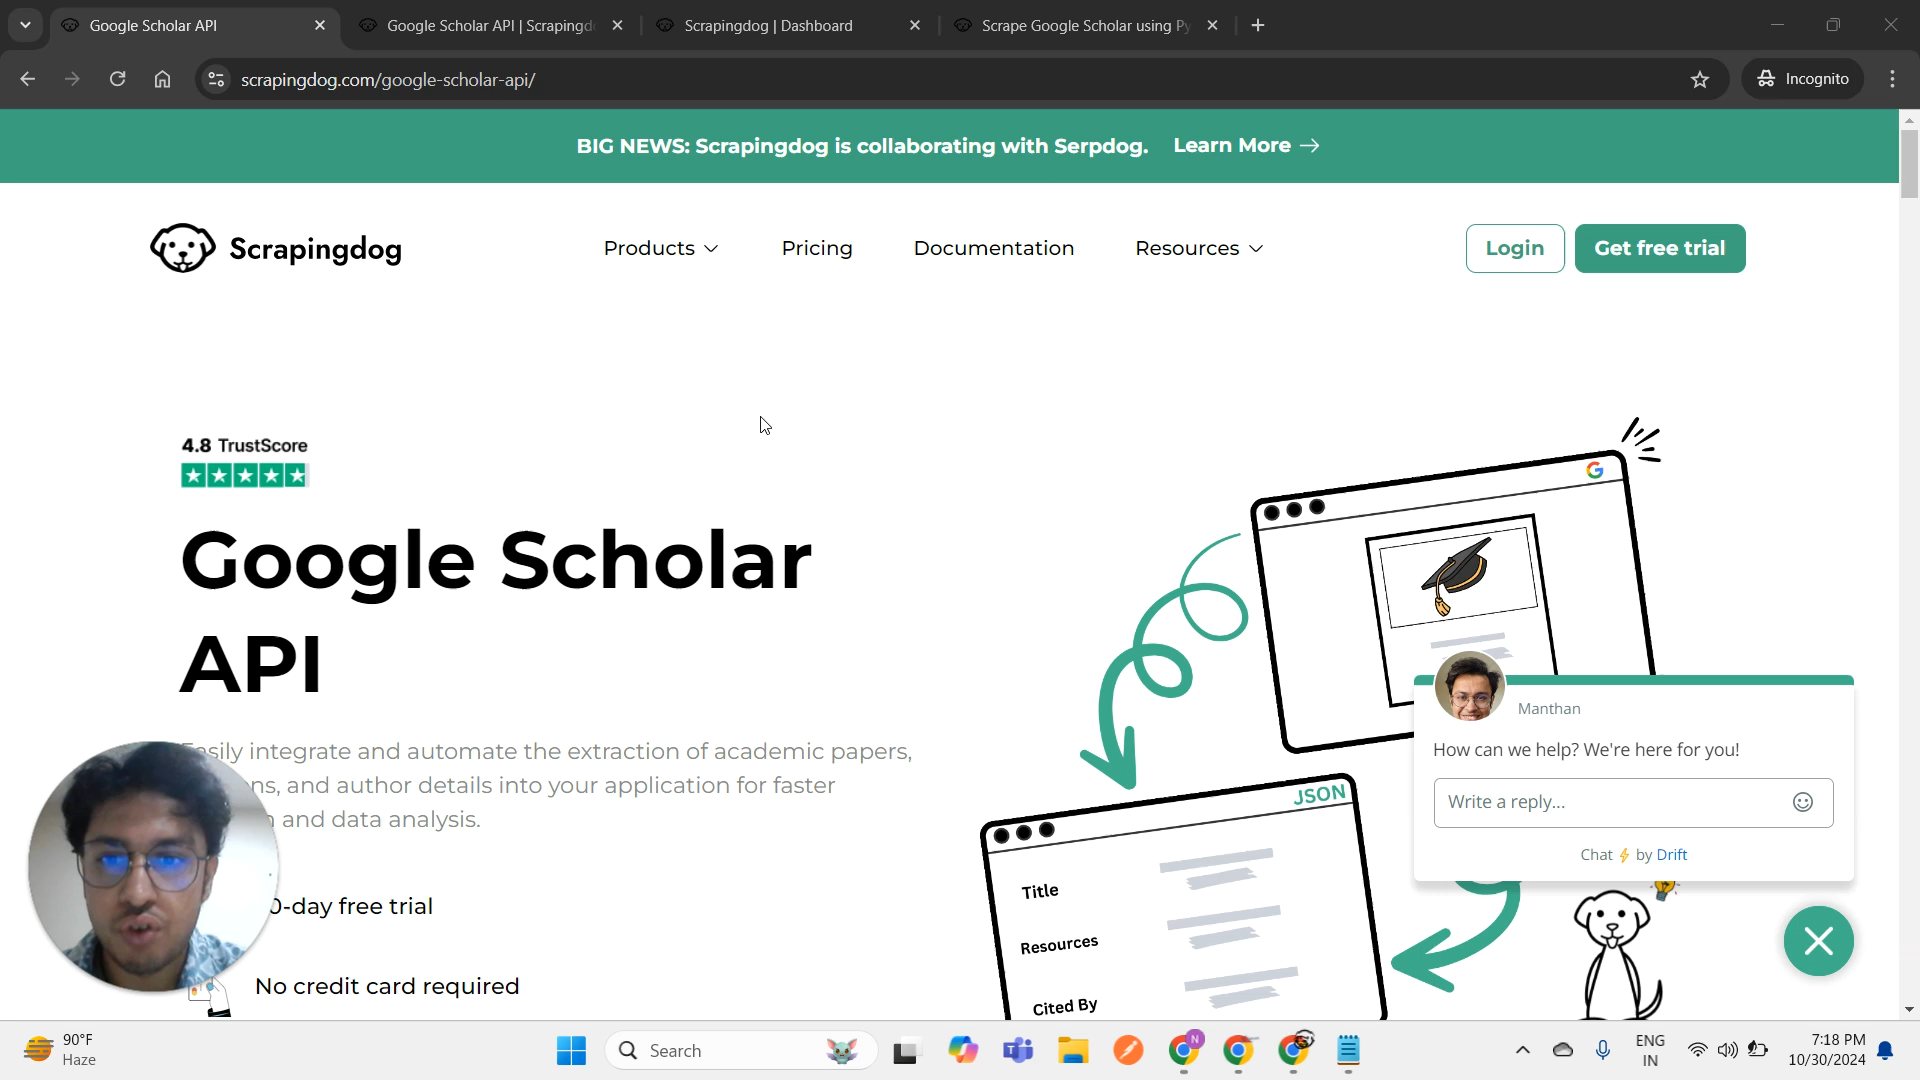 Google Scholar API
Google Scholar API | Scrapingd
Scrapingdog | Dashboard
Scrape Google Scholar using Py
scrapingdog.com/google-scholar-api/
Incognito
BIG NEWS: Scrapingdog is collaborating with Serpdog. Learn More →
Scrapingdog
Products
Pricing
Documentation
Resources
Login
Get free trial
4.8 TrustScore
Google Scholar
API
Easily integrate and automate the extraction of academic papers,
ns, and author details into your application for faster
and data analysis.
0-day free trial
No credit card required
JSON
Title
Resources
Cited By
Manthan
How can we help? We're here for you!
Write a reply...
Chat ⚡ by Drift
90°F
Haze
Search
N
ENG
IN
7:18 PM
10/30/2024